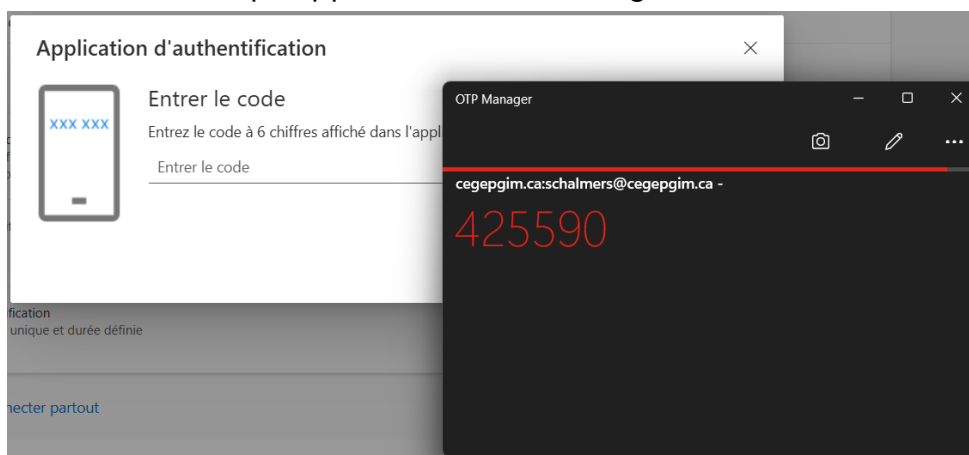 Application d'authentification
xxx xxx
Entrer le code
Entrez le code à 6 chiffres affiché dans l'appl
Entrer le code
OTP Manager
cegepgim.ca:schalmers@cegepgim.ca -
425590
fication
unique et durée définie
necter partout